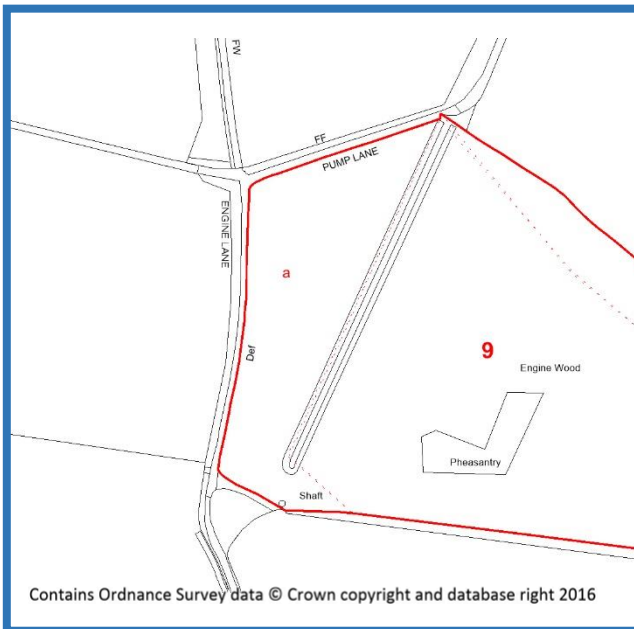 FW
FF
PUMP LANE
ENGINE LANE
a
Def
9
Engine Wood
Pheasantry
Shaft
Contains Ordnance Survey data © Crown copyright and database right 2016